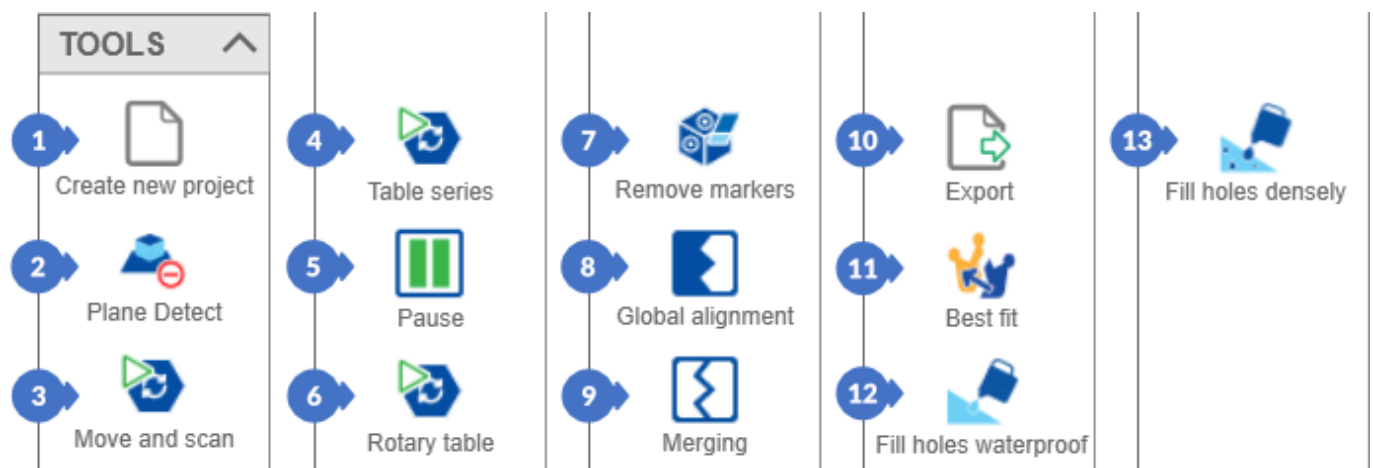 TOOLS
1
Create new project
2
Plane Detect
3
Move and scan
4
Table series
5
Pause
6
Rotary table
7
Remove markers
8
Global alignment
9
Merging
10
Export
11
Best fit
12
Fill holes waterproof
13
Fill holes densely